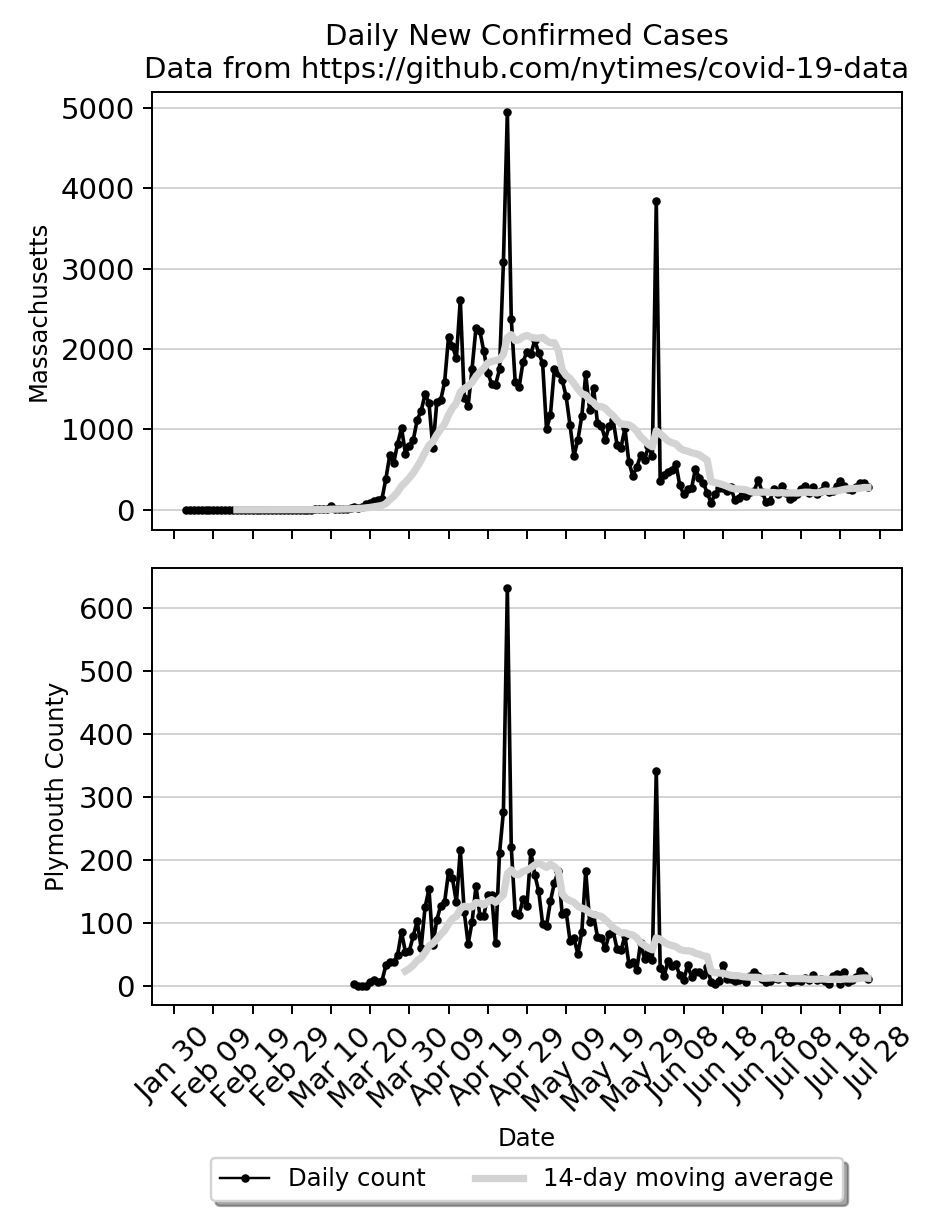 Daily New Confirmed Cases
Data from https://github.com/nytimes/covid-19-data
Massachusetts
5000
4000
3000
2000
1000
0
Plymouth County
600
500
400
300
200
100
0
Jan 30
Feb 09
Feb 19
Feb 29
Mar 10
Mar 20
Mar 30
Apr 09
Apr 19
Apr 29
May 09
May 19
May 29
Jun 08
Jun 18
Jun 28
Jul 08
Jul 18
Jul 28
Date
Daily count
14-day moving average